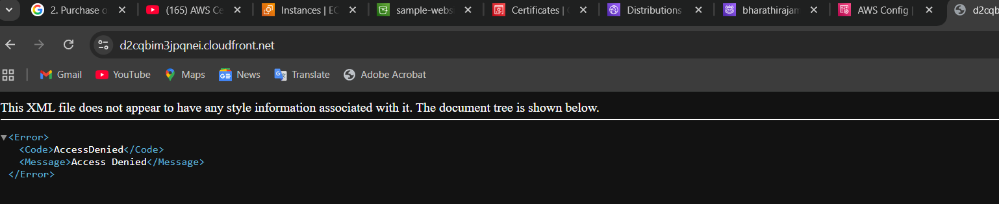 2. Purchase o
(165) AWS Ce
Instances | EC
sample-webs
Certificates |
Distributions
bharathirajam
AWS Config |
d2cqb
d2cqbim3jpqnei.cloudfront.net
Gmail
YouTube
Maps
News
Translate
Adobe Acrobat
This XML file does not appear to have any style information associated with it. The document tree is shown below.
<Error>
<Code>AccessDenied</Code>
<Message>Access Denied</Message>
</Error>